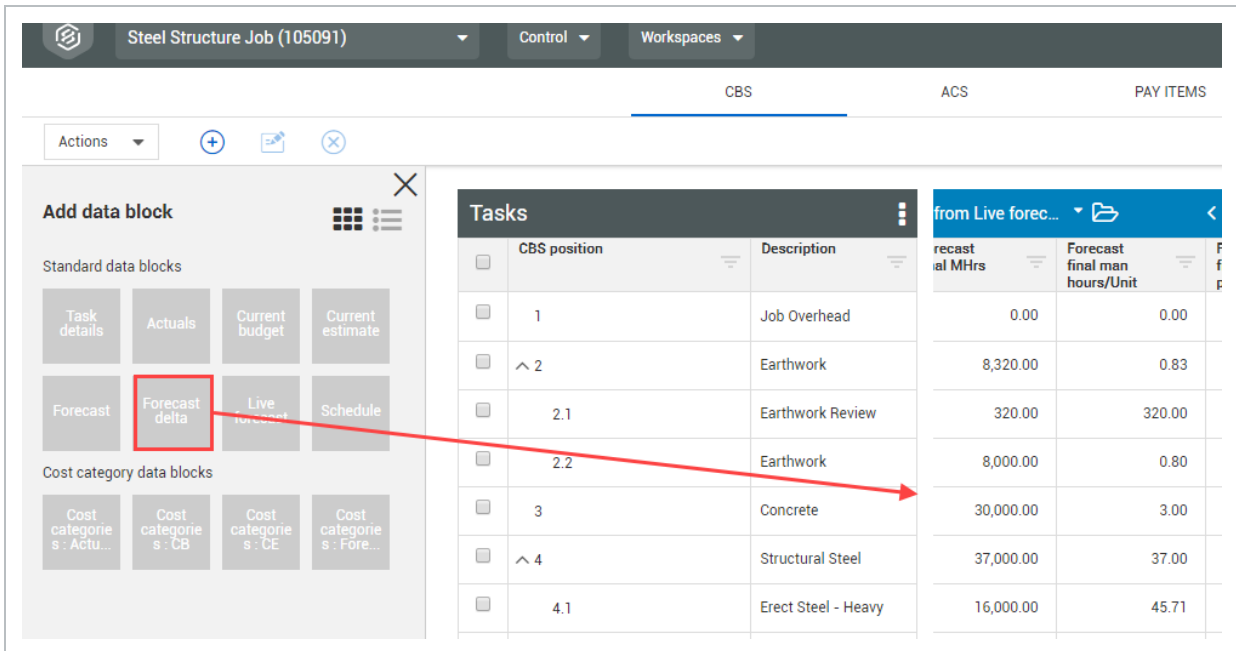 Steel Structure Job (105091)
Control
Workspaces
CBS
ACS
PAY ITEMS
Actions
Add data block
Standard data blocks
Task
details
Actuals
Current
budget
Current
estimate
Forecast
Forecast
delta
Live
forecast
Schedule
Cost category data blocks
Cost
categorie
s : Actu...
Cost
categorie
s : CB
Cost
categorie
s : CE
Cost
categorie
s : Fore...
Tasks
from Live forec...
CBS position
Description
recast
al MHrs
Forecast
final man
hours/Unit
1 Job Overhead 0.00 0.00
2 Earthwork 8,320.00 0.83
2.1 Earthwork Review 320.00 320.00
2.2 Earthwork 8,000.00 0.80
3 Concrete 30,000.00 3.00
4 Structural Steel 37,000.00 37.00
4.1 Erect Steel - Heavy 16,000.00 45.71